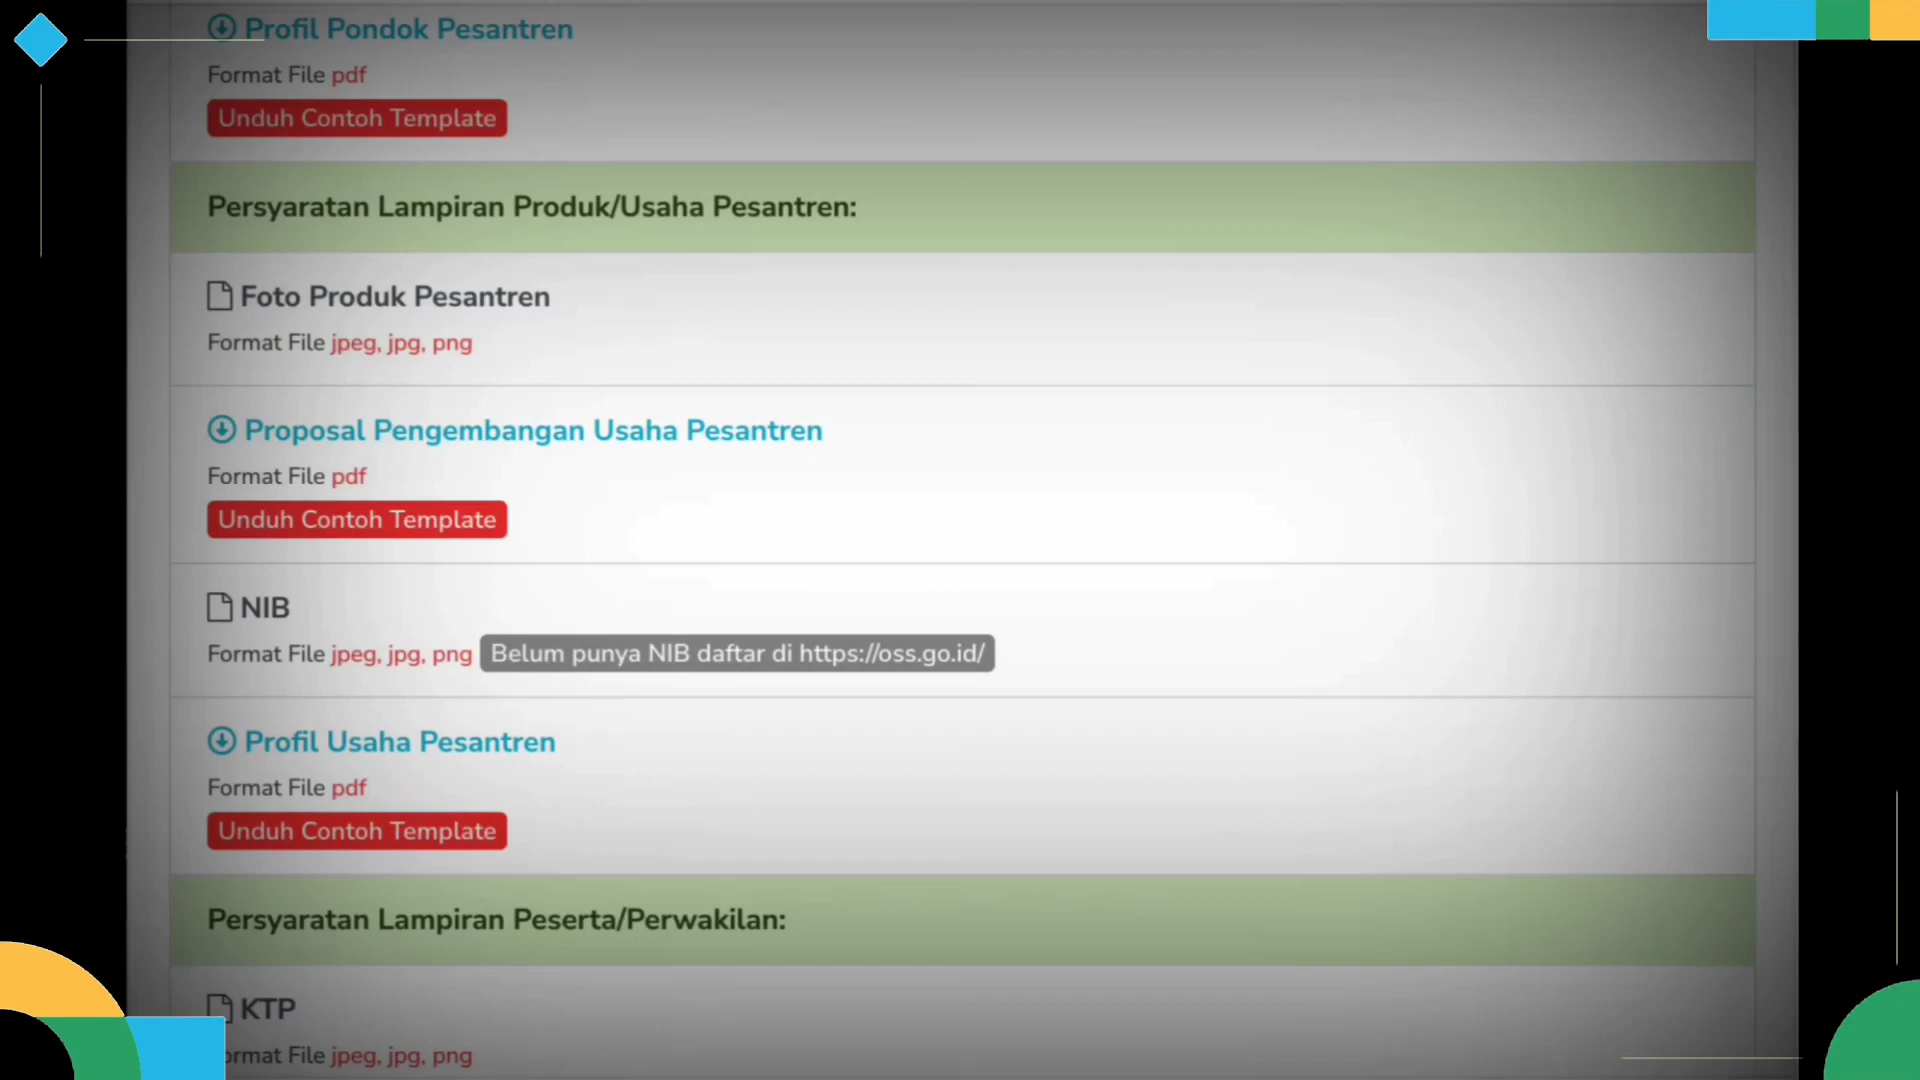 Profil Pondok Pesantren
Format File pdf
Unduh Contoh Template
Persyaratan Lampiran Produk/Usaha Pesantren:
Foto Produk Pesantren
Format File jpeg, jpg, png
Proposal Pengembangan Usaha Pesantren
Format File pdf
Unduh Contoh Template
NIB
Format File jpeg, jpg, png Belum punya NIB daftar di https://oss.go.id/
Profil Usaha Pesantren
Format File pdf
Unduh Contoh Template
Persyaratan Lampiran Peserta/Perwakilan:
KTP
ormat File jpeg, jpg, png